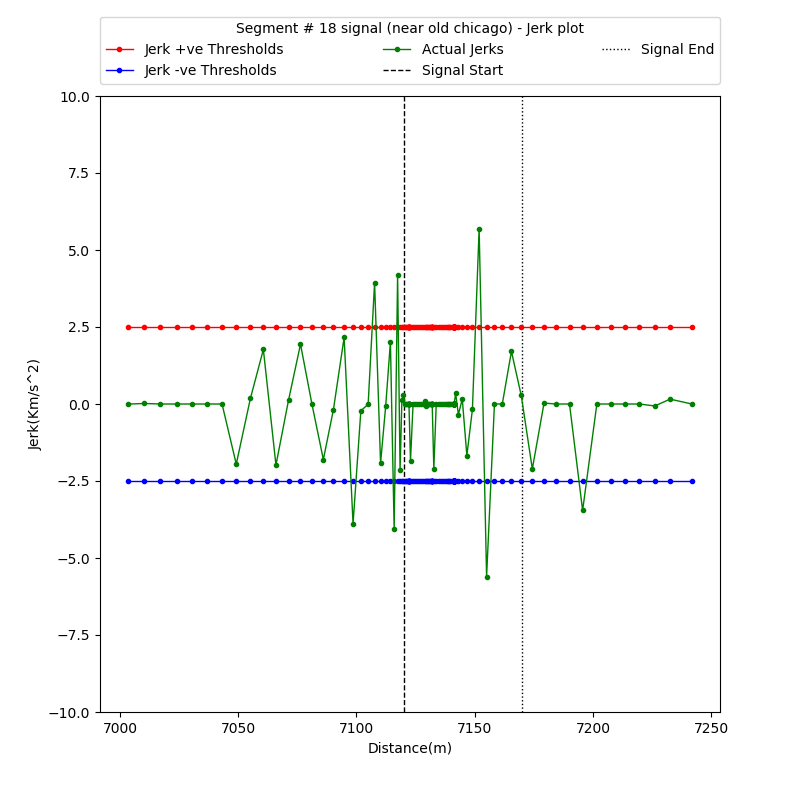 Segment # 18 signal (near old chicago) - Jerk plot
Jerk +ve Thresholds
Actual Jerks
Signal End
Jerk -ve Thresholds
Signal Start
10.0
7.5
5.0
2.5
0.0
−2.5
−5.0
−7.5
−10.0
Jerk(Km/s^2)
7000
7050
7100
7150
7200
7250
Distance(m)